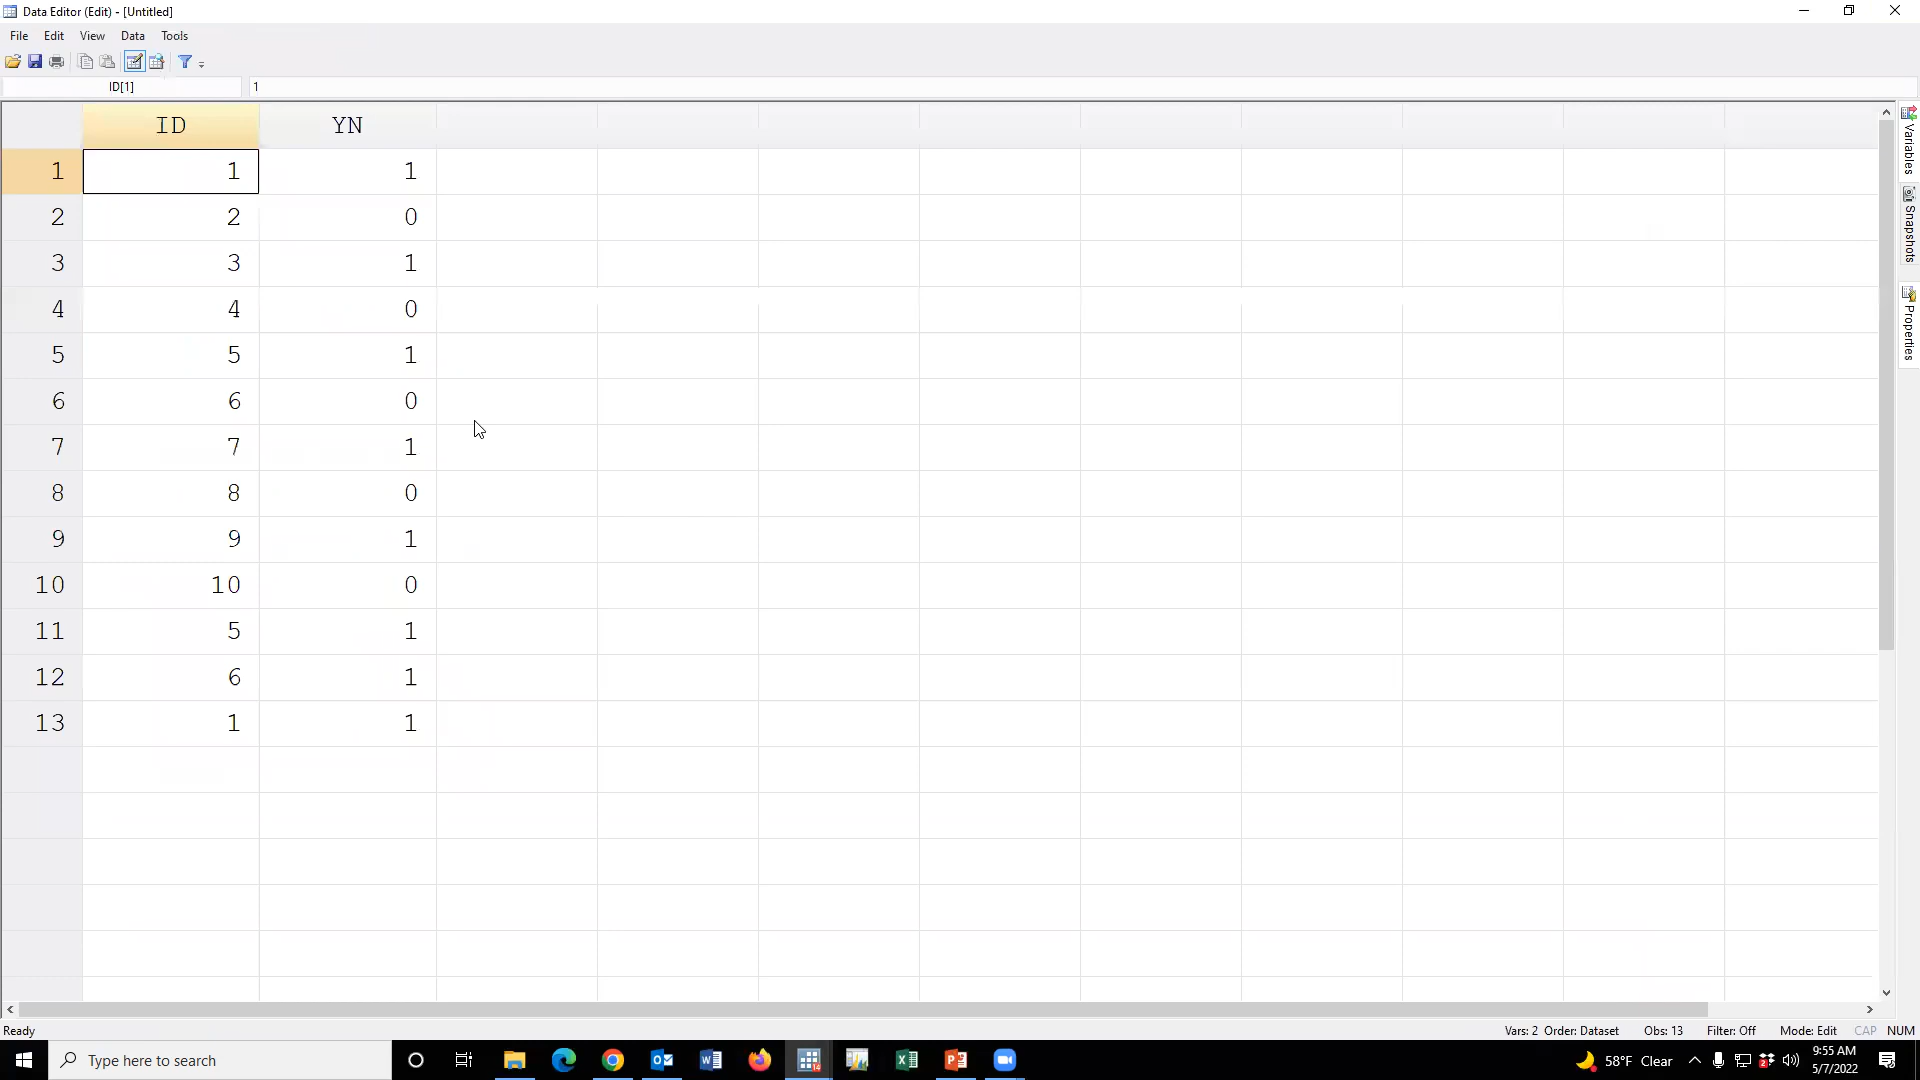 Data Editor (Edit) - [Untitled]
File Edit View Data Tools
ID[1] 1
ID YN
1 1 1
2 2 0
3 3 1
4 4 0
5 5 1
6 6 0
7 7 1
8 8 0
9 9 1
10 10 0
11 5 1
12 6 1
13 1 1
Variables
Snapshots
Properties
Ready Vars: 2 Order: Dataset Obs: 13 Filter: Off Mode: Edit CAP NUM
Type here to search 58°F Clear 9:55 AM
5/7/2022